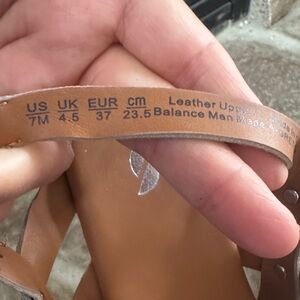 US UK EUR cm Leather Upper
7M 4.5 37 23.5 Balance Man Made